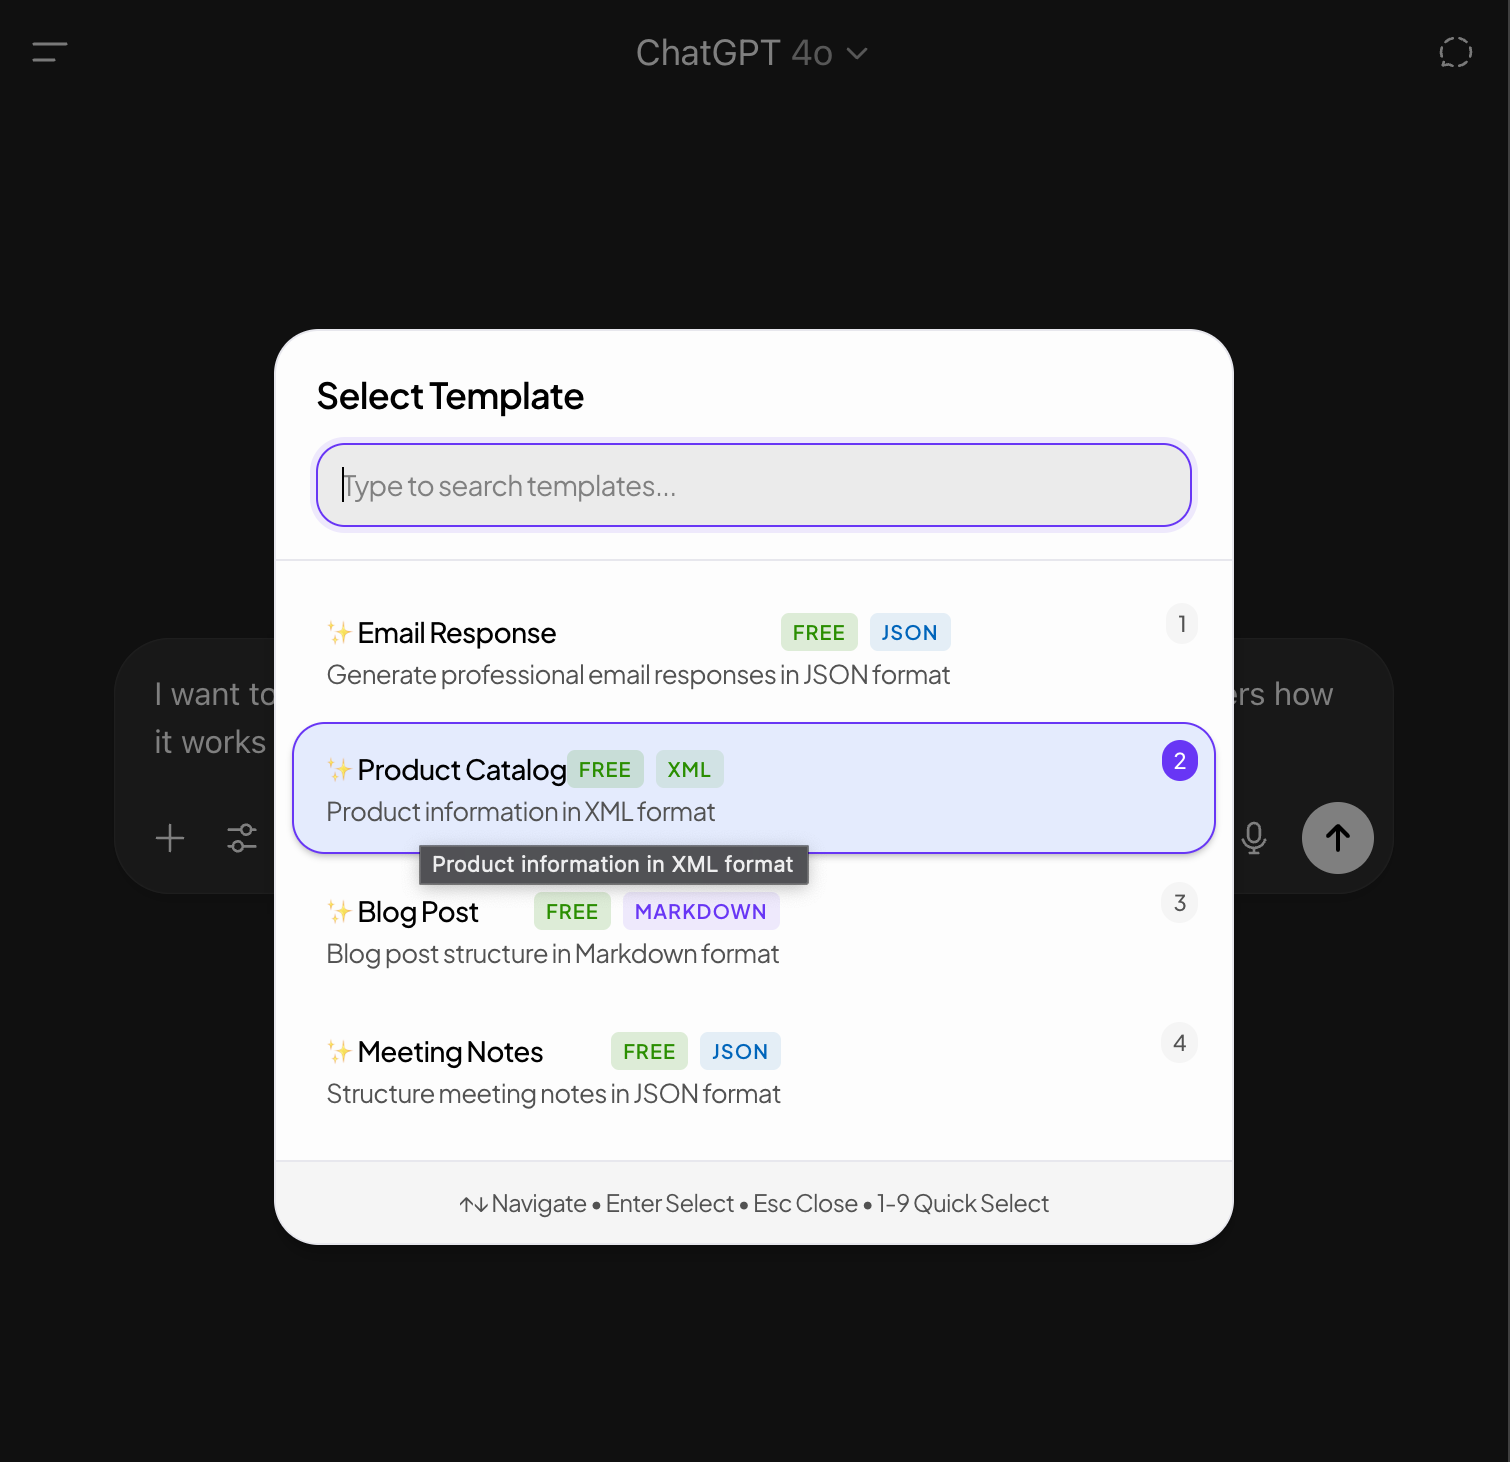 ChatGPT 4o
Select Template
Type to search templates...
Email Response FREE JSON 1
Generate professional email responses in JSON format
I want to
ers how
it works
Product Catalog FREE XML 2
Product information in XML format
Product information in XML format
Blog Post FREE MARKDOWN 3
Blog post structure in Markdown format
Meeting Notes FREE JSON 4
Structure meeting notes in JSON format
↑↓ Navigate • Enter Select • Esc Close • 1-9 Quick Select